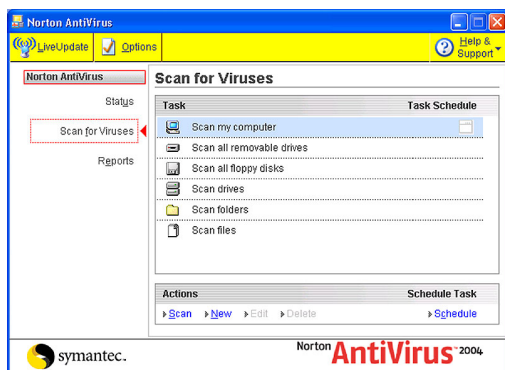 Norton AntiVirus
LiveUpdate Options Help & Support
Norton AntiVirus
Status
Scan for Viruses
Reports
Scan for Viruses
Task Task Schedule
Scan my computer
Scan all removable drives
Scan all floppy disks
Scan drives
Scan folders
Scan files
Actions Schedule Task
Scan New Edit Delete Schedule
symantec. Norton AntiVirus 2004